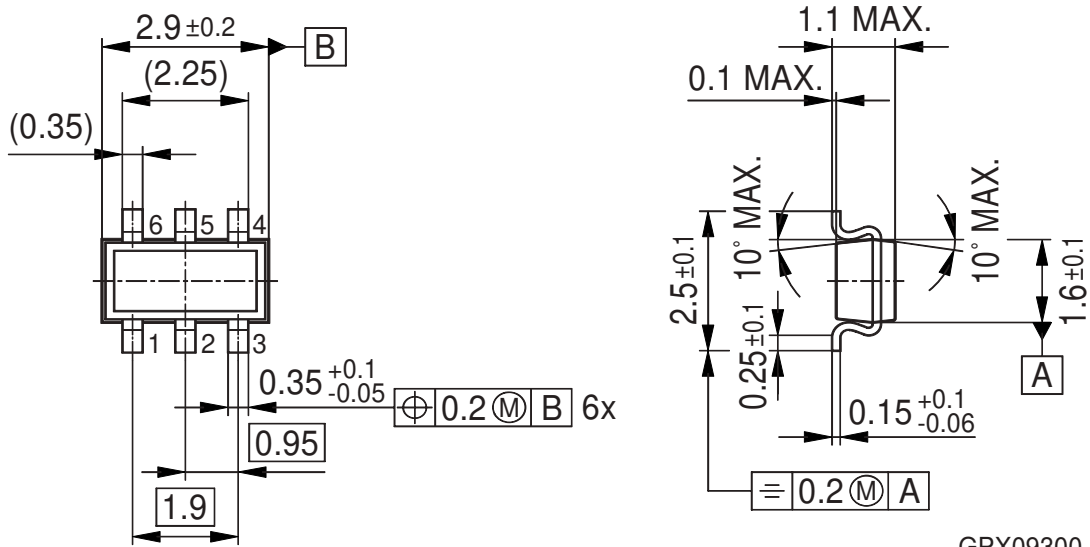 2.9 ±0.2
B
(2.25)
(0.35)
6 5 4
1 2 3
0.35 +0.1 -0.05
⌖ 0.2 Ⓜ B 6x
0.95
1.9
1.1 MAX.
0.1 MAX.
10° MAX.
10° MAX.
2.5±0.1
0.25±0.1
1.6±0.1
A
0.15 +0.1 -0.06
⌯ 0.2 Ⓜ A